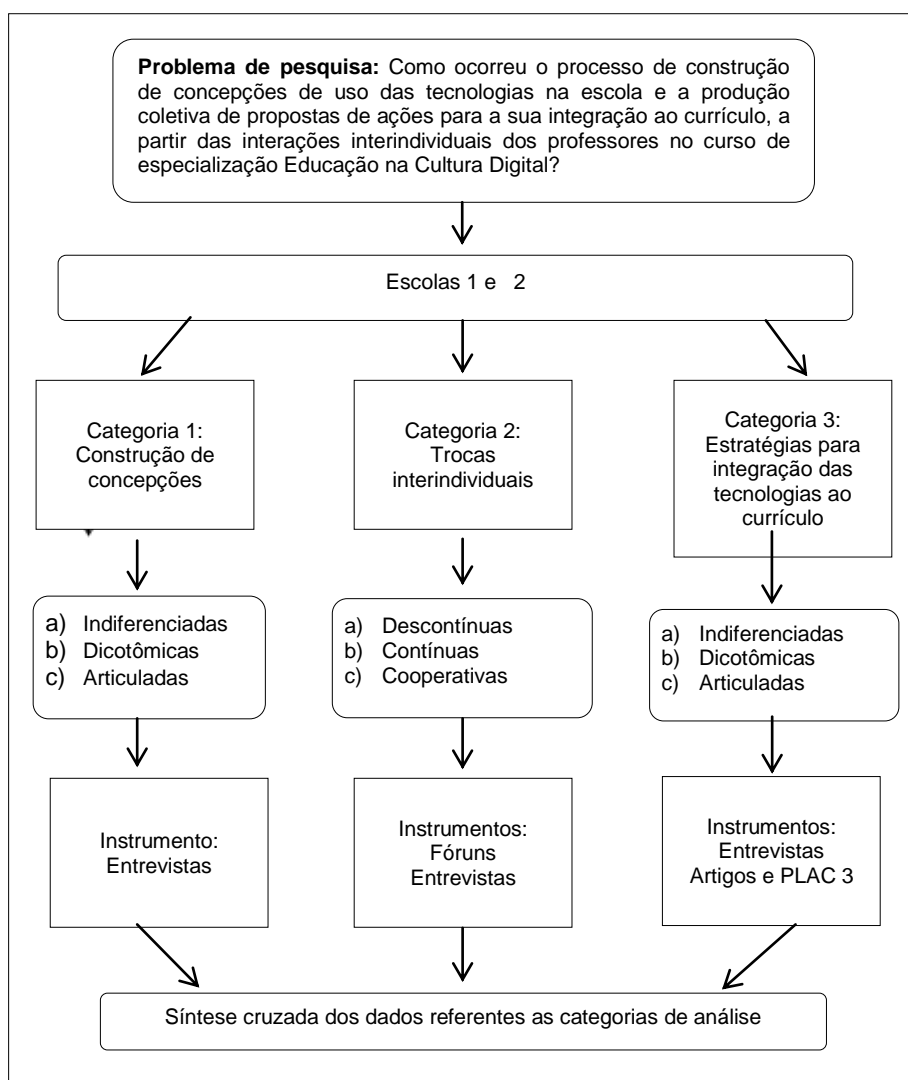 Problema de pesquisa: Como ocorreu o processo de construção
de concepções de uso das tecnologias na escola e a produção
coletiva de propostas de ações para a sua integração ao currículo, a
partir das interações interindividuais dos professores no curso de
especialização Educação na Cultura Digital?
Escolas 1 e 2
Categoria 1:
Construção de
concepções
Categoria 2:
Trocas
interindividuais
Categoria 3:
Estratégias para
integração das
tecnologias ao
currículo
a) Indiferenciadas
b) Dicotômicas
c) Articuladas
a) Descontínuas
b) Contínuas
c) Cooperativas
a) Indiferenciadas
b) Dicotômicas
c) Articuladas
Instrumento:
Entrevistas
Instrumentos:
Fóruns
Entrevistas
Instrumentos:
Entrevistas
Artigos e PLAC 3
Síntese cruzada dos dados referentes as categorias de análise